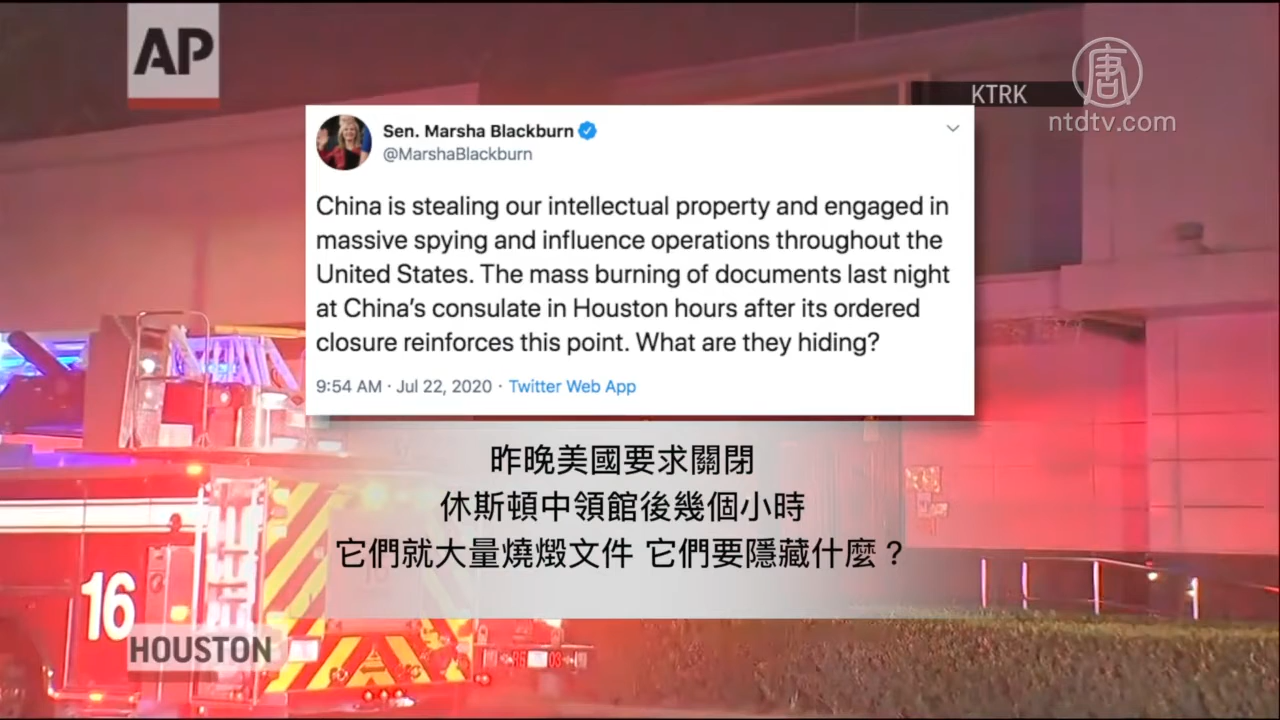 AP
KTRK
唐
ntdtv.com
Sen. Marsha Blackburn
@MarshaBlackburn
China is stealing our intellectual property and engaged in
massive spying and influence operations throughout the
United States. The mass burning of documents last night
at China's consulate in Houston hours after its ordered
closure reinforces this point. What are they hiding?
9:54 AM · Jul 22, 2020 · Twitter Web App
昨晚美國要求關閉
休斯頓中領館後幾個小時
它們就大量燒燬文件 它們要隱藏什麼？
16
HOUSTON